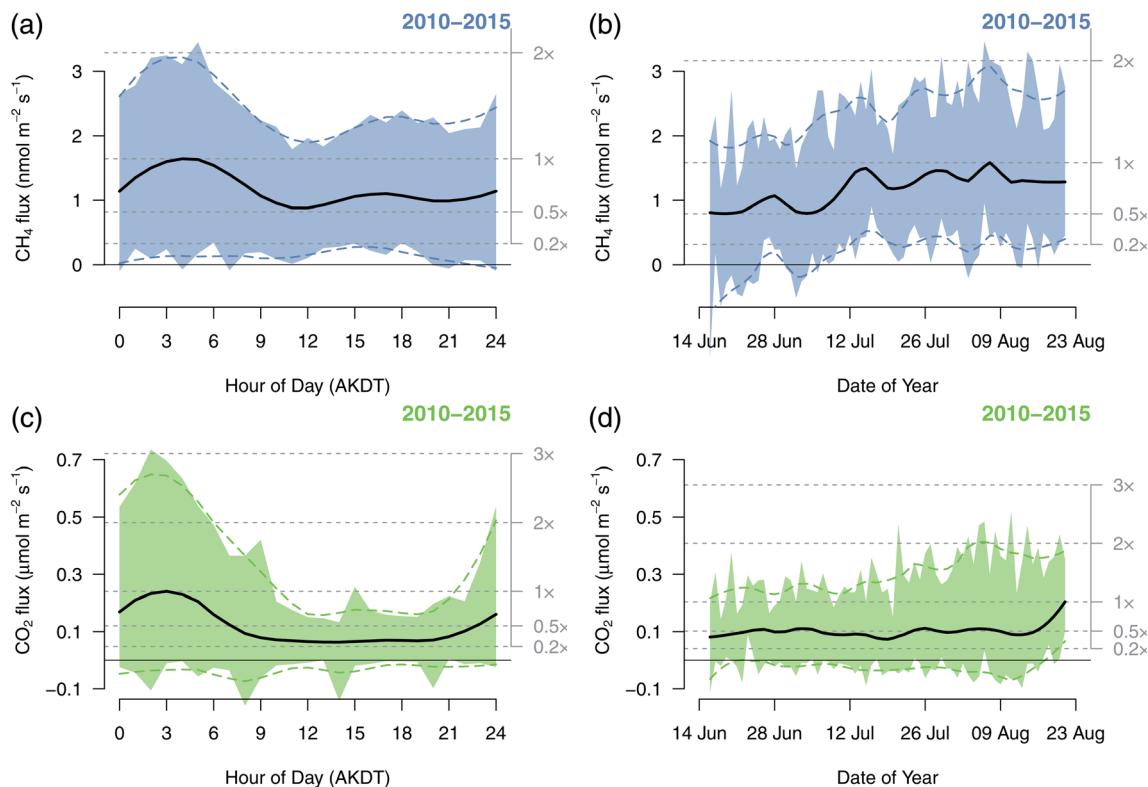 (a)
2010–2015
CH₄ flux (nmol m⁻² s⁻¹)
3
2
1
0
2×
1×
0.5×
0.2×
0 3 6 9 12 15 18 21 24
Hour of Day (AKDT)
(b)
2010–2015
CH₄ flux (nmol m⁻² s⁻¹)
3
2
1
0
2×
1×
0.5×
0.2×
14 Jun 28 Jun 12 Jul 26 Jul 09 Aug 23 Aug
Date of Year
(c)
2010–2015
CO₂ flux (μmol m⁻² s⁻¹)
0.7
0.5
0.3
0.1
−0.1
3×
2×
1×
0.5×
0.2×
0 3 6 9 12 15 18 21 24
Hour of Day (AKDT)
(d)
2010–2015
CO₂ flux (μmol m⁻² s⁻¹)
0.7
0.5
0.3
0.1
−0.1
3×
2×
1×
0.5×
0.2×
14 Jun 28 Jun 12 Jul 26 Jul 09 Aug 23 Aug
Date of Year